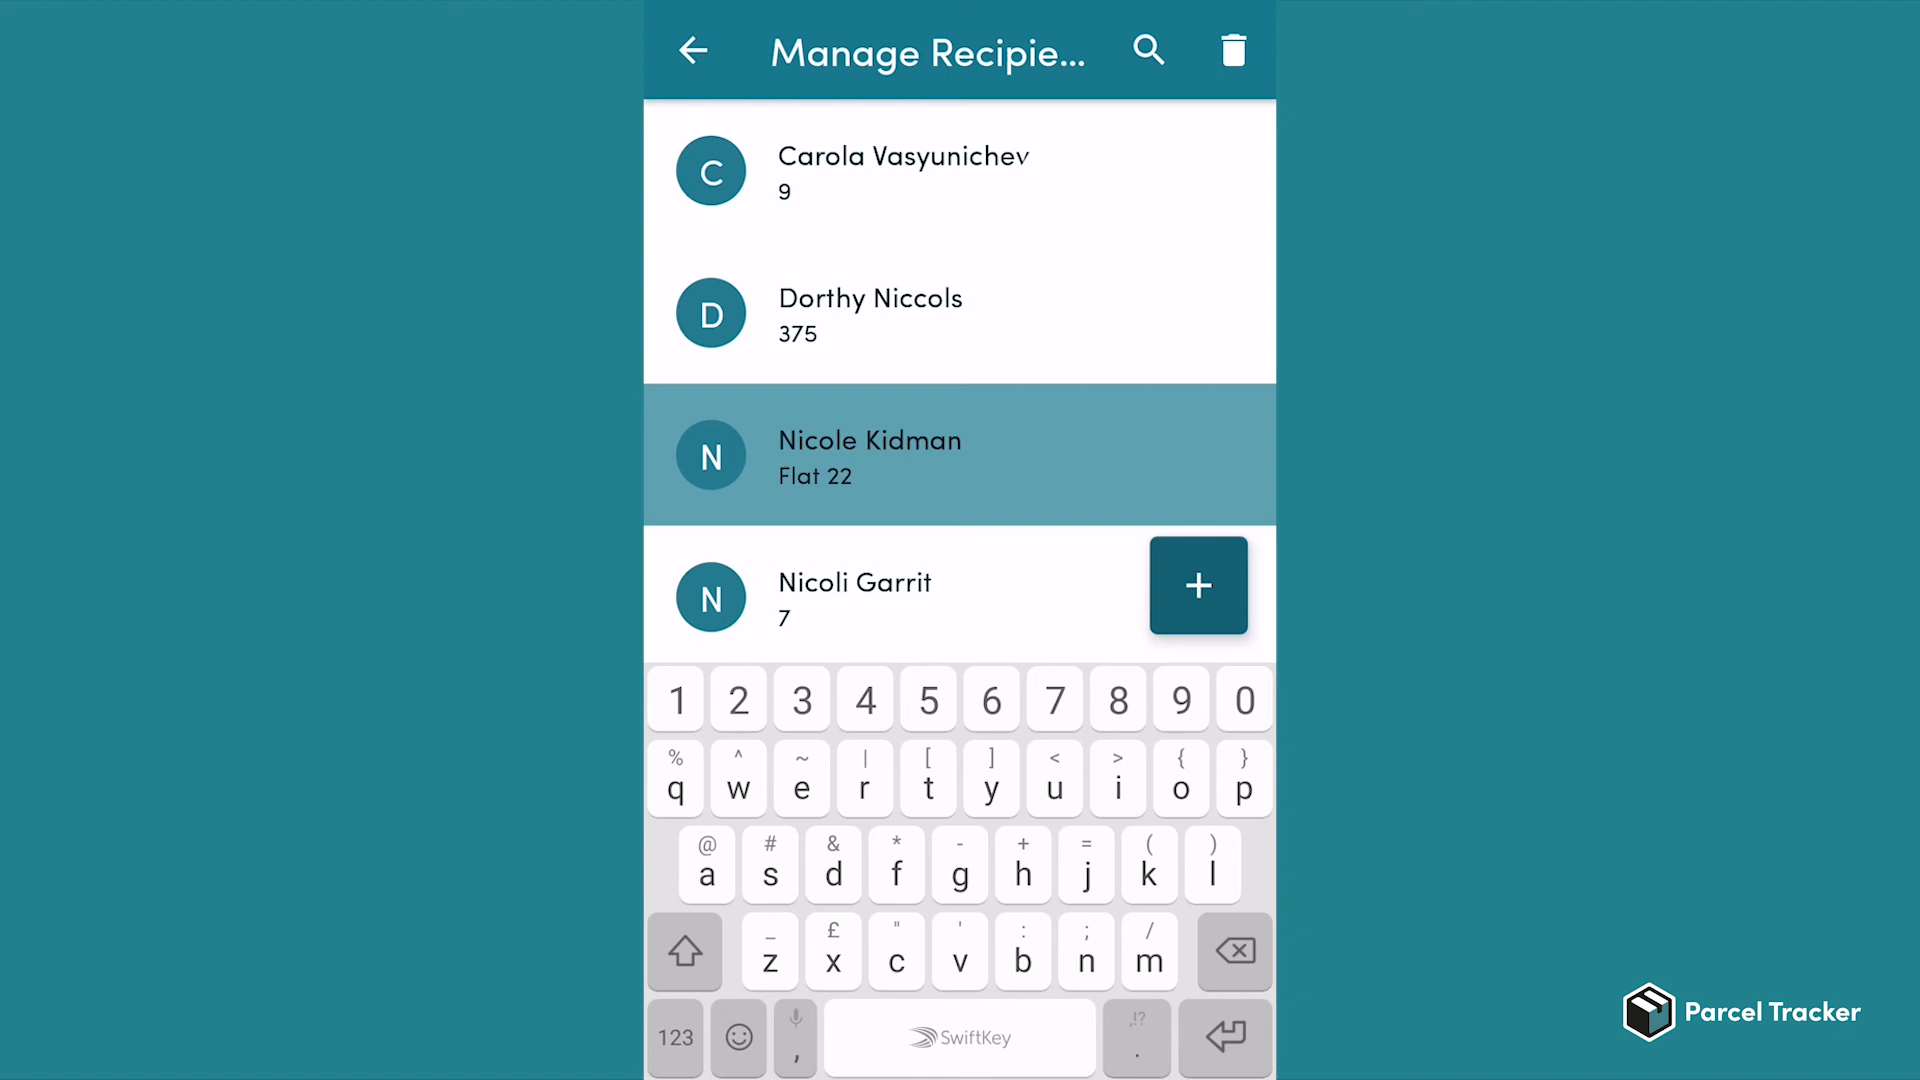 Manage Recipie...
C
Carola Vasyunichev
9
D
Dorthy Niccols
375
N
Nicole Kidman
Flat 22
N
Nicoli Garrit
7
+
1 2 3 4 5 6 7 8 9 0
% ^ ~ | [ ] < > { }
q w e r t y u i o p
@ # & * - + = ( )
a s d f g h j k l
_ £ " ' : ; /
z x c v b n m
,!?
123 , SwiftKey .
Parcel Tracker